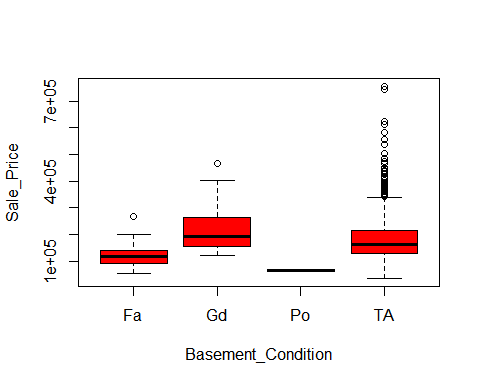 Sale_Price
7e+05
4e+05
1e+05
Fa Gd Po TA
Basement_Condition